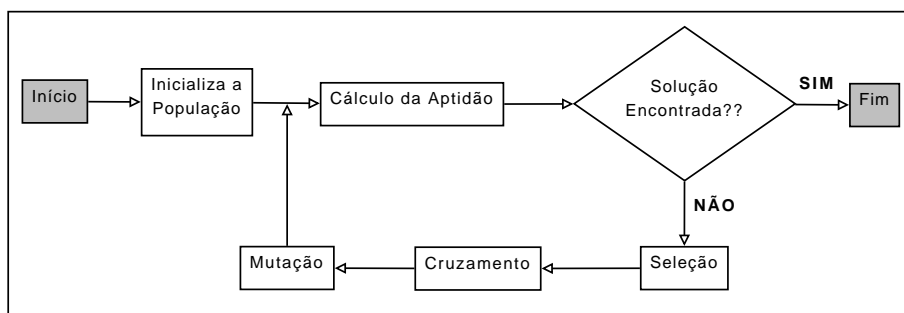 Início
Inicializa a
População
Cálculo da Aptidão
Solução
Encontrada??
SIM
Fim
NÃO
Mutação
Cruzamento
Seleção